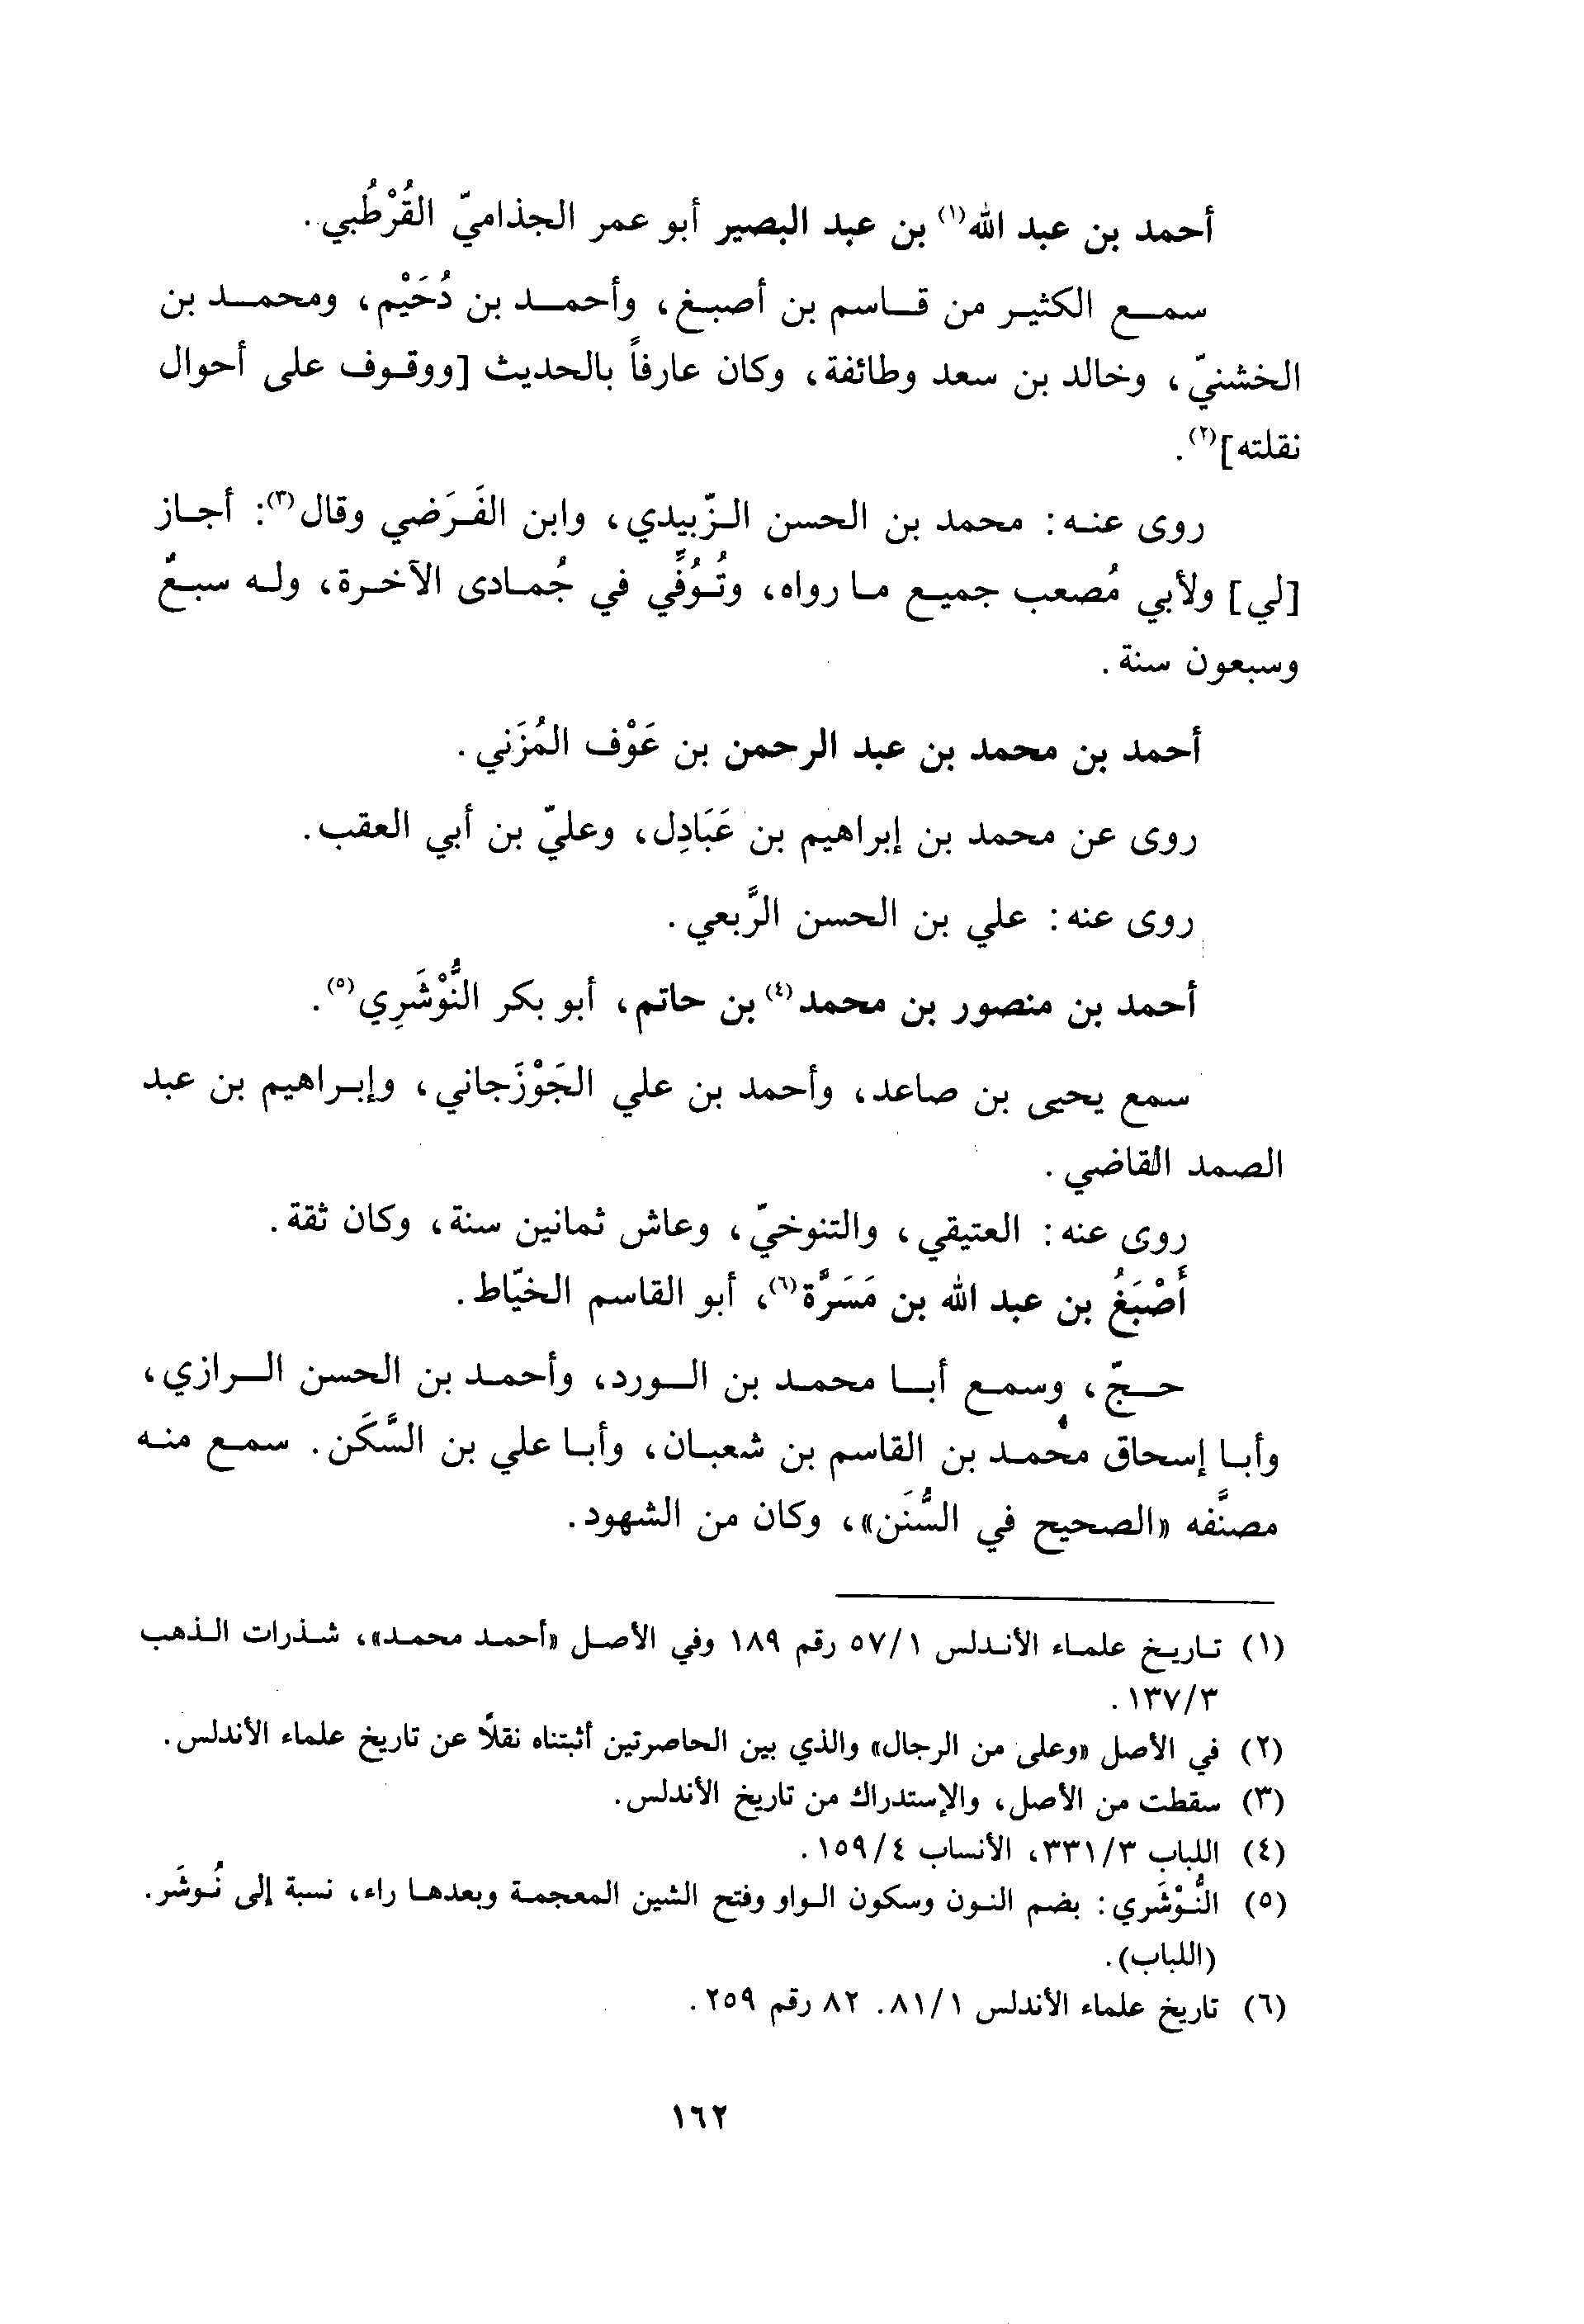 أحمد بن عبد الله(١) بن عبد البصير أبو عمر الجذاميّ القُرْطُبي.
سمع الكثير من قاسم بن أصبغ، وأحمد بن دُحَيْم، ومحمد بن
الخشنيّ، وخالد بن سعد وطائفة، وكان عارفاً بالحديث [ووقوف على أحوال
نقلته](٢).
روى عنه: محمد بن الحسن الزّبيدي، وابن الفَرَضي وقال(٣): أجاز
[لي] ولأبي مُصعب جميع ما رواه، وتُوُفِّي في جُمادى الآخرة، وله سبعٌ
وسبعون سنة.
أحمد بن محمد بن عبد الرحمن بن عَوْف المُزَني.
روى عن محمد بن إبراهيم بن عَبَادِل، وعليّ بن أبي العقب.
روى عنه: علي بن الحسن الرَّبعي.
أحمد بن منصور بن محمد(٤) بن حاتم، أبو بكر النُّوْشَرِي(٥).
سمع يحيى بن صاعد، وأحمد بن علي الجَوْزَجاني، وإبراهيم بن عبد
الصمد القاضي.
روى عنه: العتيقي، والتنوخيّ، وعاش ثمانين سنة، وكان ثقة.
أَصْبَغُ بن عبد الله بن مَسَرَّة(٦)، أبو القاسم الخيّاط.
حجّ، وسمع أبا محمد بن الورد، وأحمد بن الحسن الرازي،
وأبا إسحاق محمد بن القاسم بن شعبان، وأبا علي بن السَّكَن. سمع منه
مصنَّفه «الصحيح في السُّنَن»، وكان من الشهود.
(١) تاريخ علماء الأندلس ٥٧/١ رقم ١٨٩ وفي الأصل «أحمد محمد»، شذرات الذهب
١٣٧/٣.
(٢) في الأصل «وعلى من الرجال» والذي بين الحاصرتين أثبتناه نقلاً عن تاريخ علماء الأندلس.
(٣) سقطت من الأصل، والإستدراك من تاريخ الأندلس.
(٤) اللباب ٣٣١/٣، الأنساب ١٥٩/٤.
(٥) النُّوْشَري: بضم النون وسكون الواو وفتح الشين المعجمة وبعدها راء، نسبة إلى نُوشَر.
(اللباب).
(٦) تاريخ علماء الأندلس ٨١/١. ٨٢ رقم ٢٥٩.
١٦٢